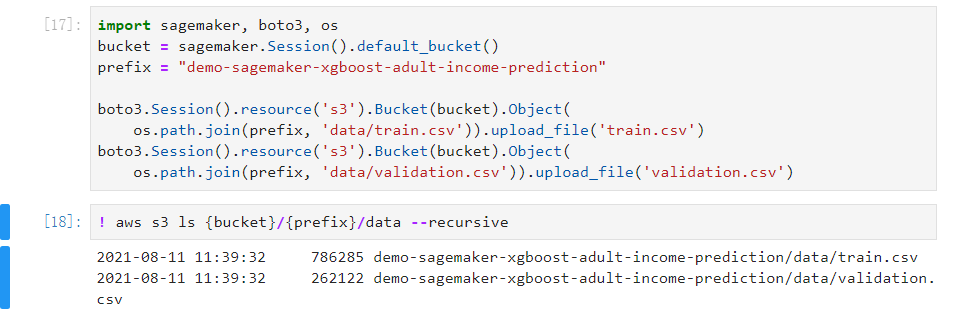 [17]: import sagemaker, boto3, os
bucket = sagemaker.Session().default_bucket()
prefix = "demo-sagemaker-xgboost-adult-income-prediction"
boto3.Session().resource('s3').Bucket(bucket).Object(
    os.path.join(prefix, 'data/train.csv')).upload_file('train.csv')
boto3.Session().resource('s3').Bucket(bucket).Object(
    os.path.join(prefix, 'data/validation.csv')).upload_file('validation.csv')
[18]: ! aws s3 ls {bucket}/{prefix}/data --recursive
2021-08-11 11:39:32     786285 demo-sagemaker-xgboost-adult-income-prediction/data/train.csv
2021-08-11 11:39:32     262122 demo-sagemaker-xgboost-adult-income-prediction/data/validation.
csv